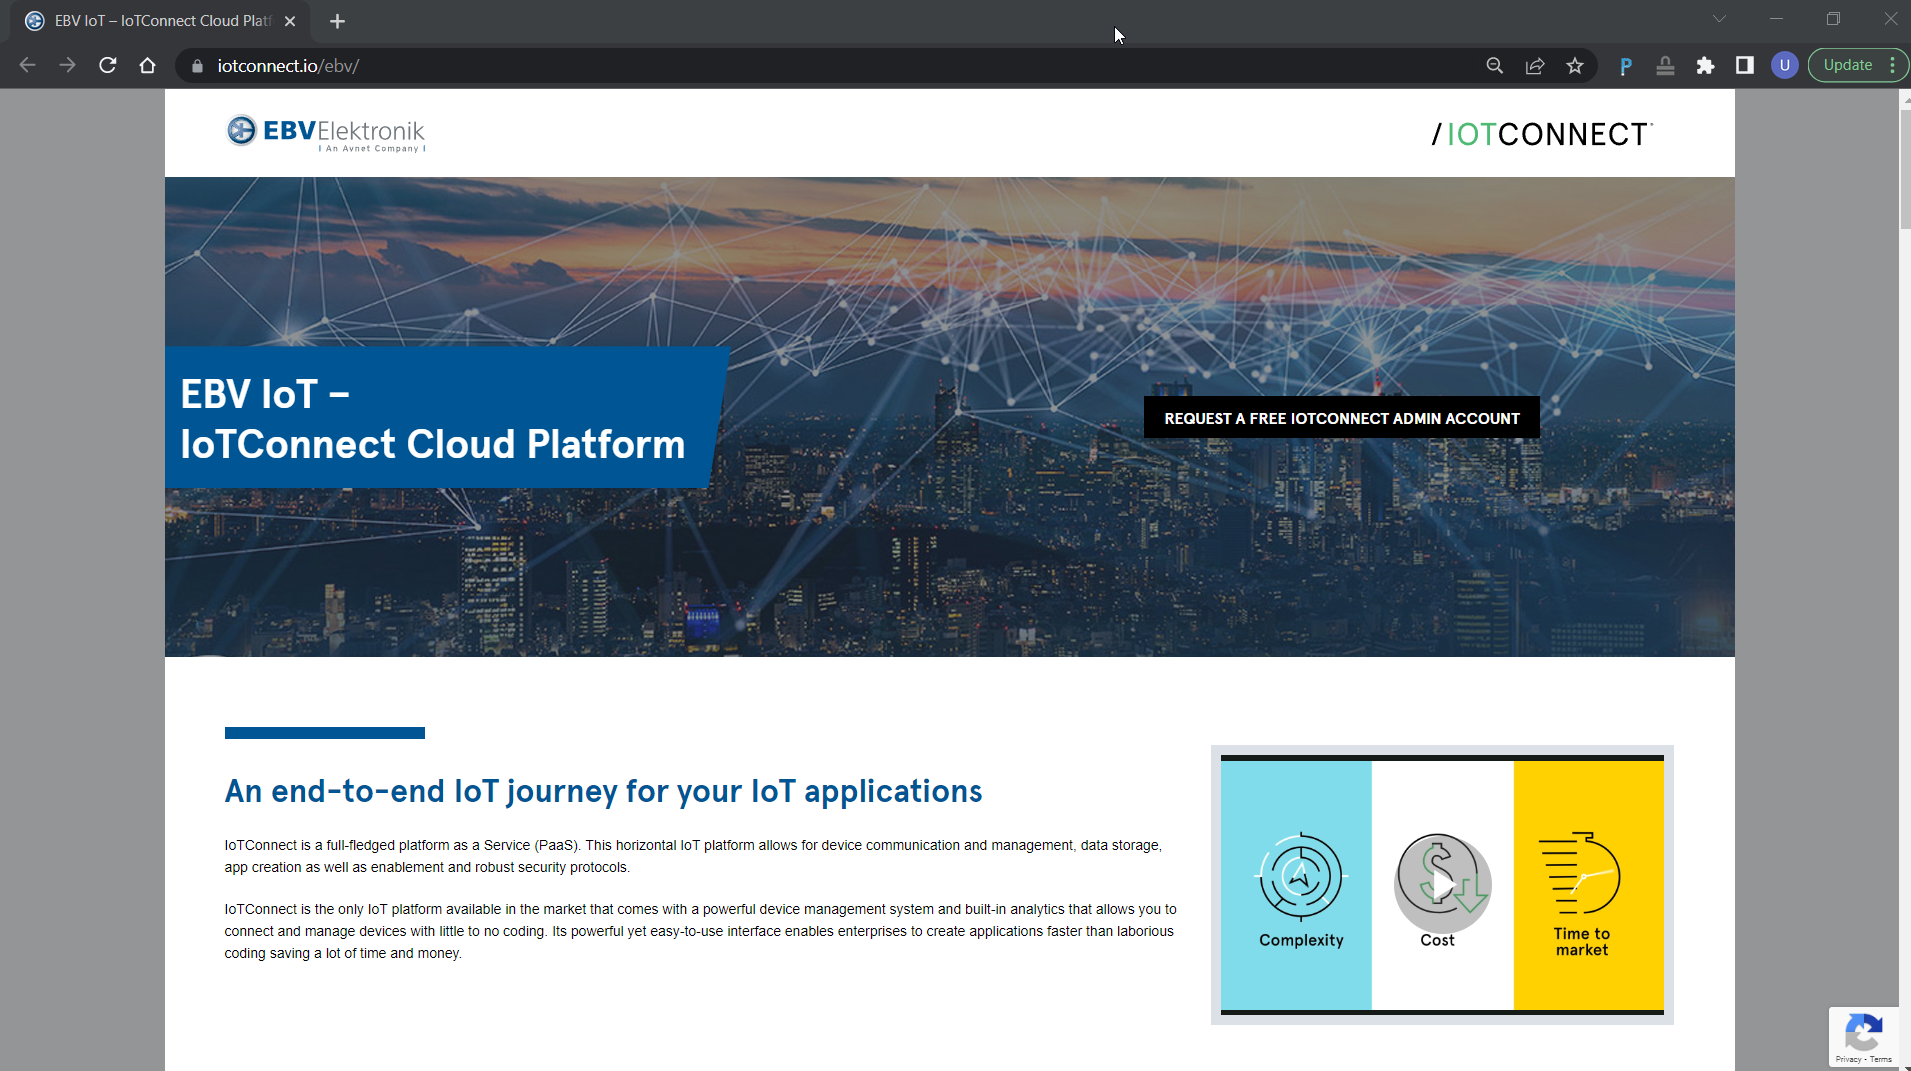 EBV IoT – IoTConnect Cloud Platf
iotconnect.io/ebv/
P
U
Update
EBVElektronik
| An Avnet Company |
/IOTCONNECT
EBV IoT –
IoTConnect Cloud Platform
REQUEST A FREE IOTCONNECT ADMIN ACCOUNT
An end-to-end IoT journey for your IoT applications
IoTConnect is a full-fledged platform as a Service (PaaS). This horizontal IoT platform allows for device communication and management, data storage,
app creation as well as enablement and robust security protocols.
IoTConnect is the only IoT platform available in the market that comes with a powerful device management system and built-in analytics that allows you to
connect and manage devices with little to no coding. Its powerful yet easy-to-use interface enables enterprises to create applications faster than laborious
coding saving a lot of time and money.
Complexity
Cost
Time to
market
Privacy - Terms